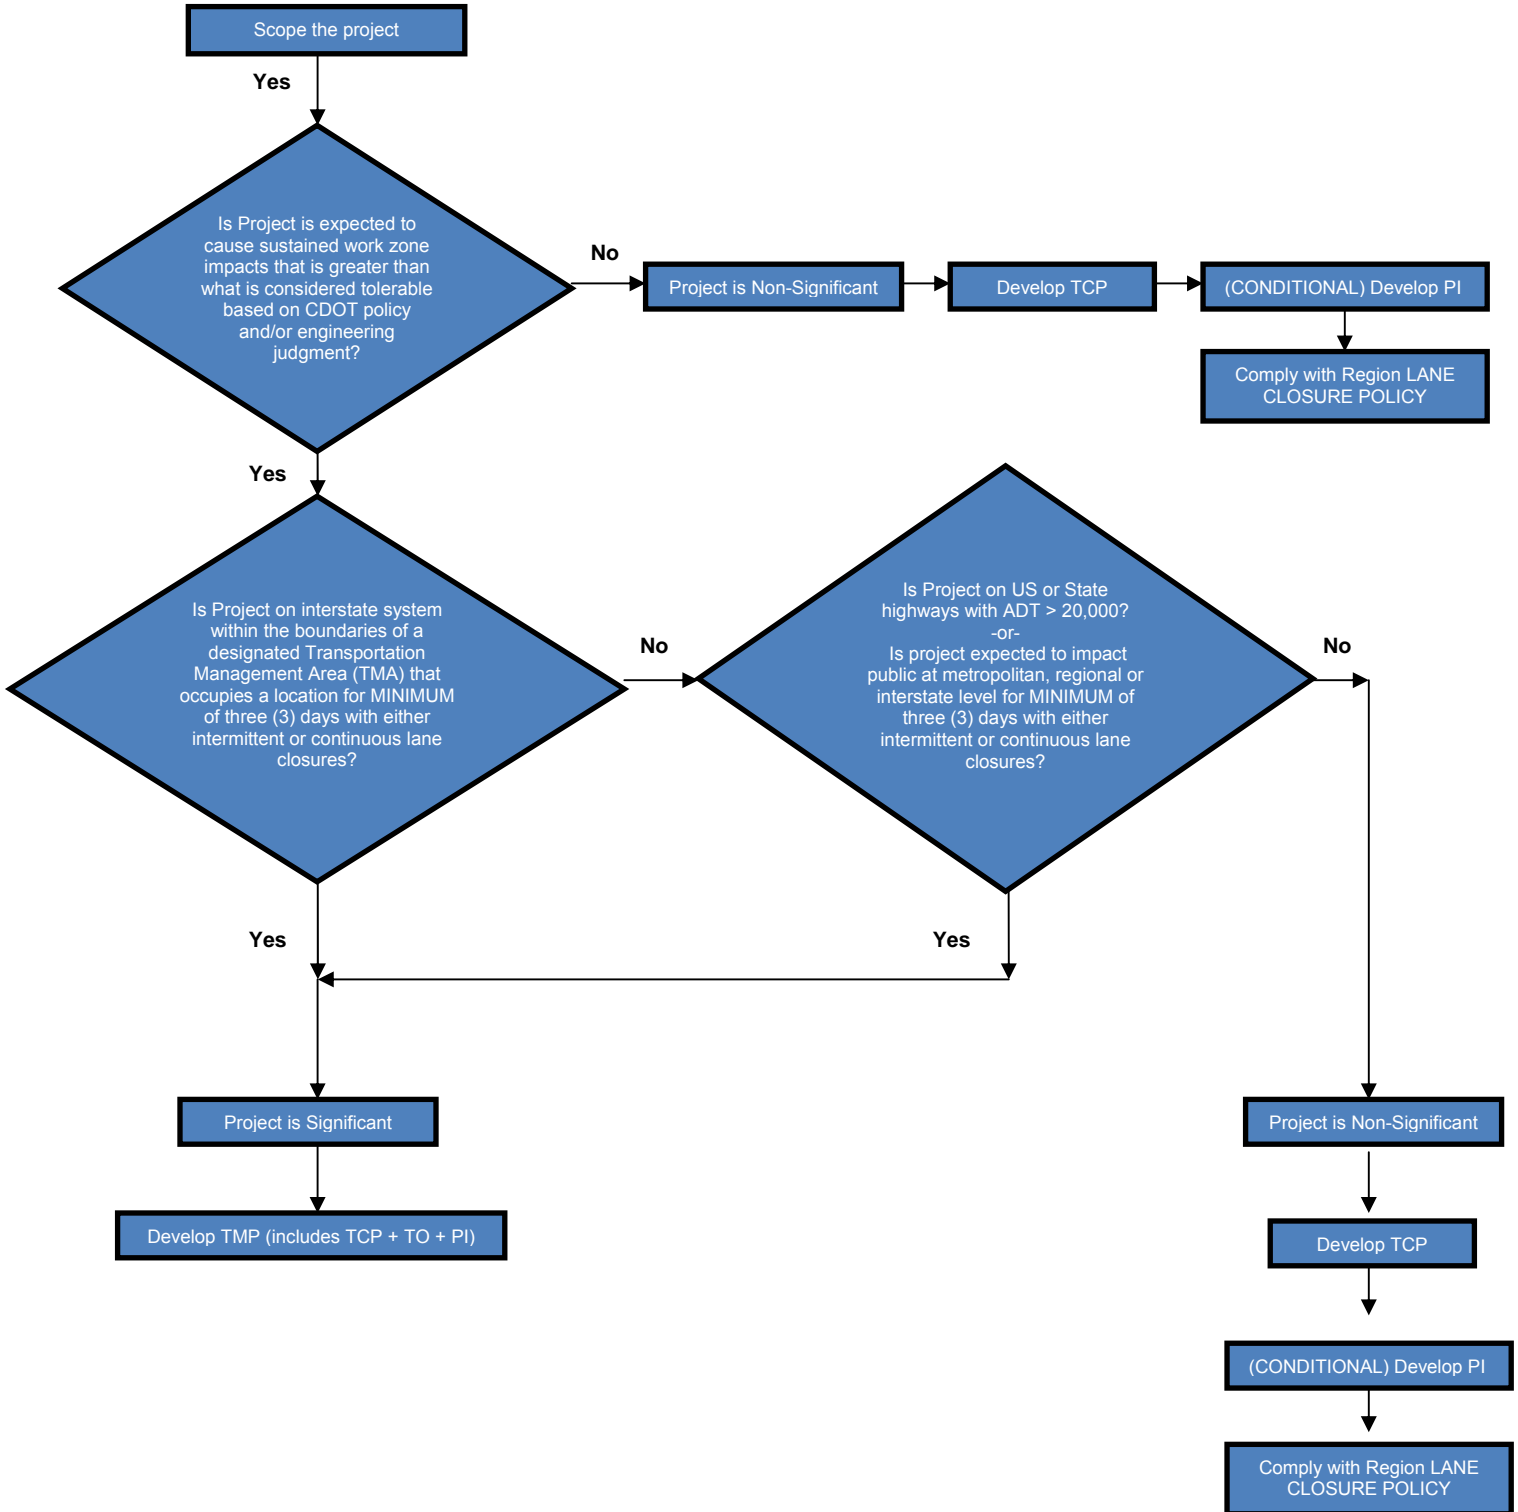 Scope the project
Yes
Is Project is expected to
cause sustained work zone
impacts that is greater than
what is considered tolerable
based on CDOT policy
and/or engineering
judgment?
No
Project is Non-Significant
Develop TCP
(CONDITIONAL) Develop PI
Comply with Region LANE
CLOSURE POLICY
Yes
Is Project on interstate system
within the boundaries of a
designated Transportation
Management Area (TMA) that
occupies a location for MINIMUM
of three (3) days with either
intermittent or continuous lane
closures?
No
Is Project on US or State
highways with ADT > 20,000?
-or-
Is project expected to impact
public at metropolitan, regional or
interstate level for MINIMUM of
three (3) days with either
intermittent or continuous lane
closures?
No
Yes
Yes
Project is Significant
Develop TMP (includes TCP + TO + PI)
Project is Non-Significant
Develop TCP
(CONDITIONAL) Develop PI
Comply with Region LANE
CLOSURE POLICY